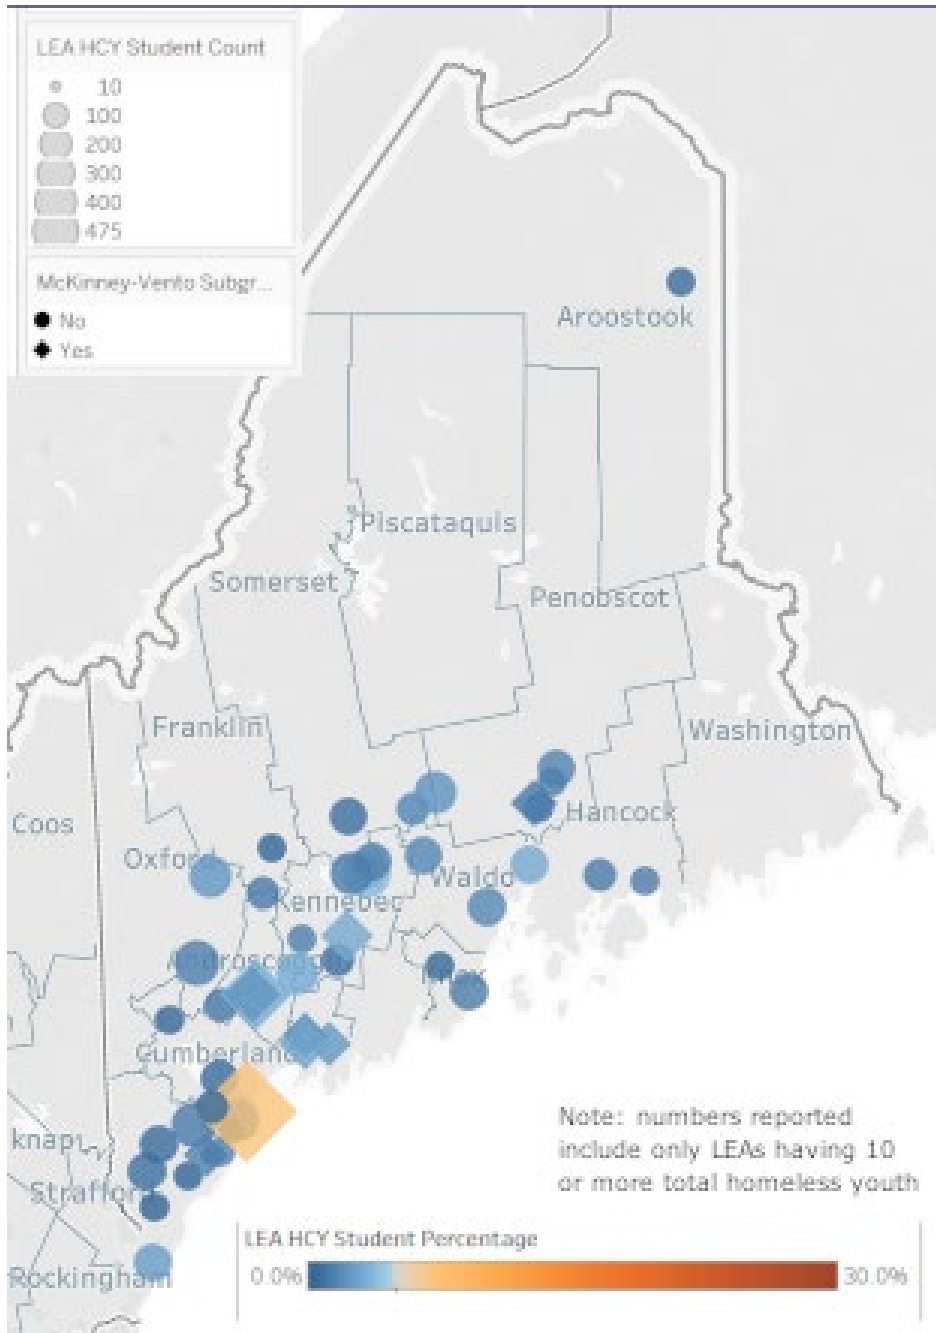 LEA HCY Student Count
10
100
200
300
400
475
McKinney-Vento Subgr...
No
Yes
Aroostook
Piscataquis
Somerset
Penobscot
Franklin
Washington
Coos
Hancock
Oxford
Waldo
Kennebec
Androscoggin
Cumberland
Note: numbers reported
include only LEAs having 10
or more total homeless youth
knap
Strafford
LEA HCY Student Percentage
0.0%
30.0%
Rockingham